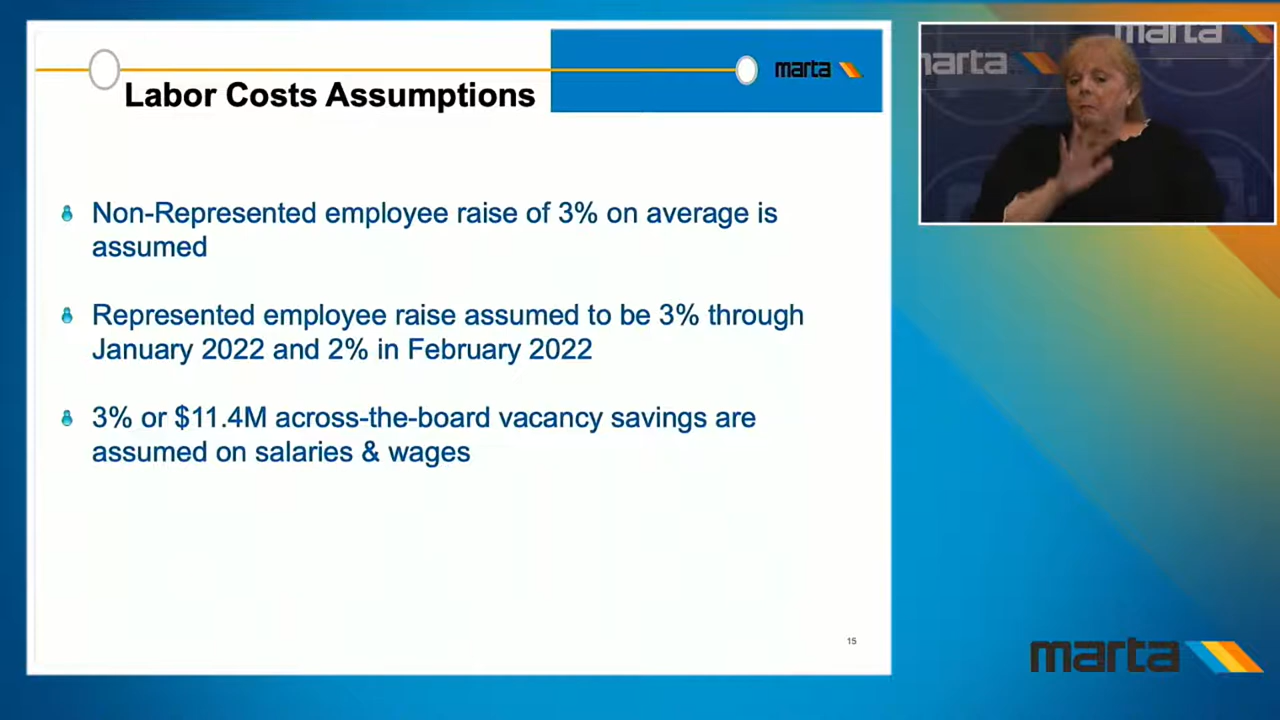 Labor Costs Assumptions
marta
Non-Represented employee raise of 3% on average is
assumed
Represented employee raise assumed to be 3% through
January 2022 and 2% in February 2022
3% or $11.4M across-the-board vacancy savings are
assumed on salaries & wages
15
marta
marta
marta